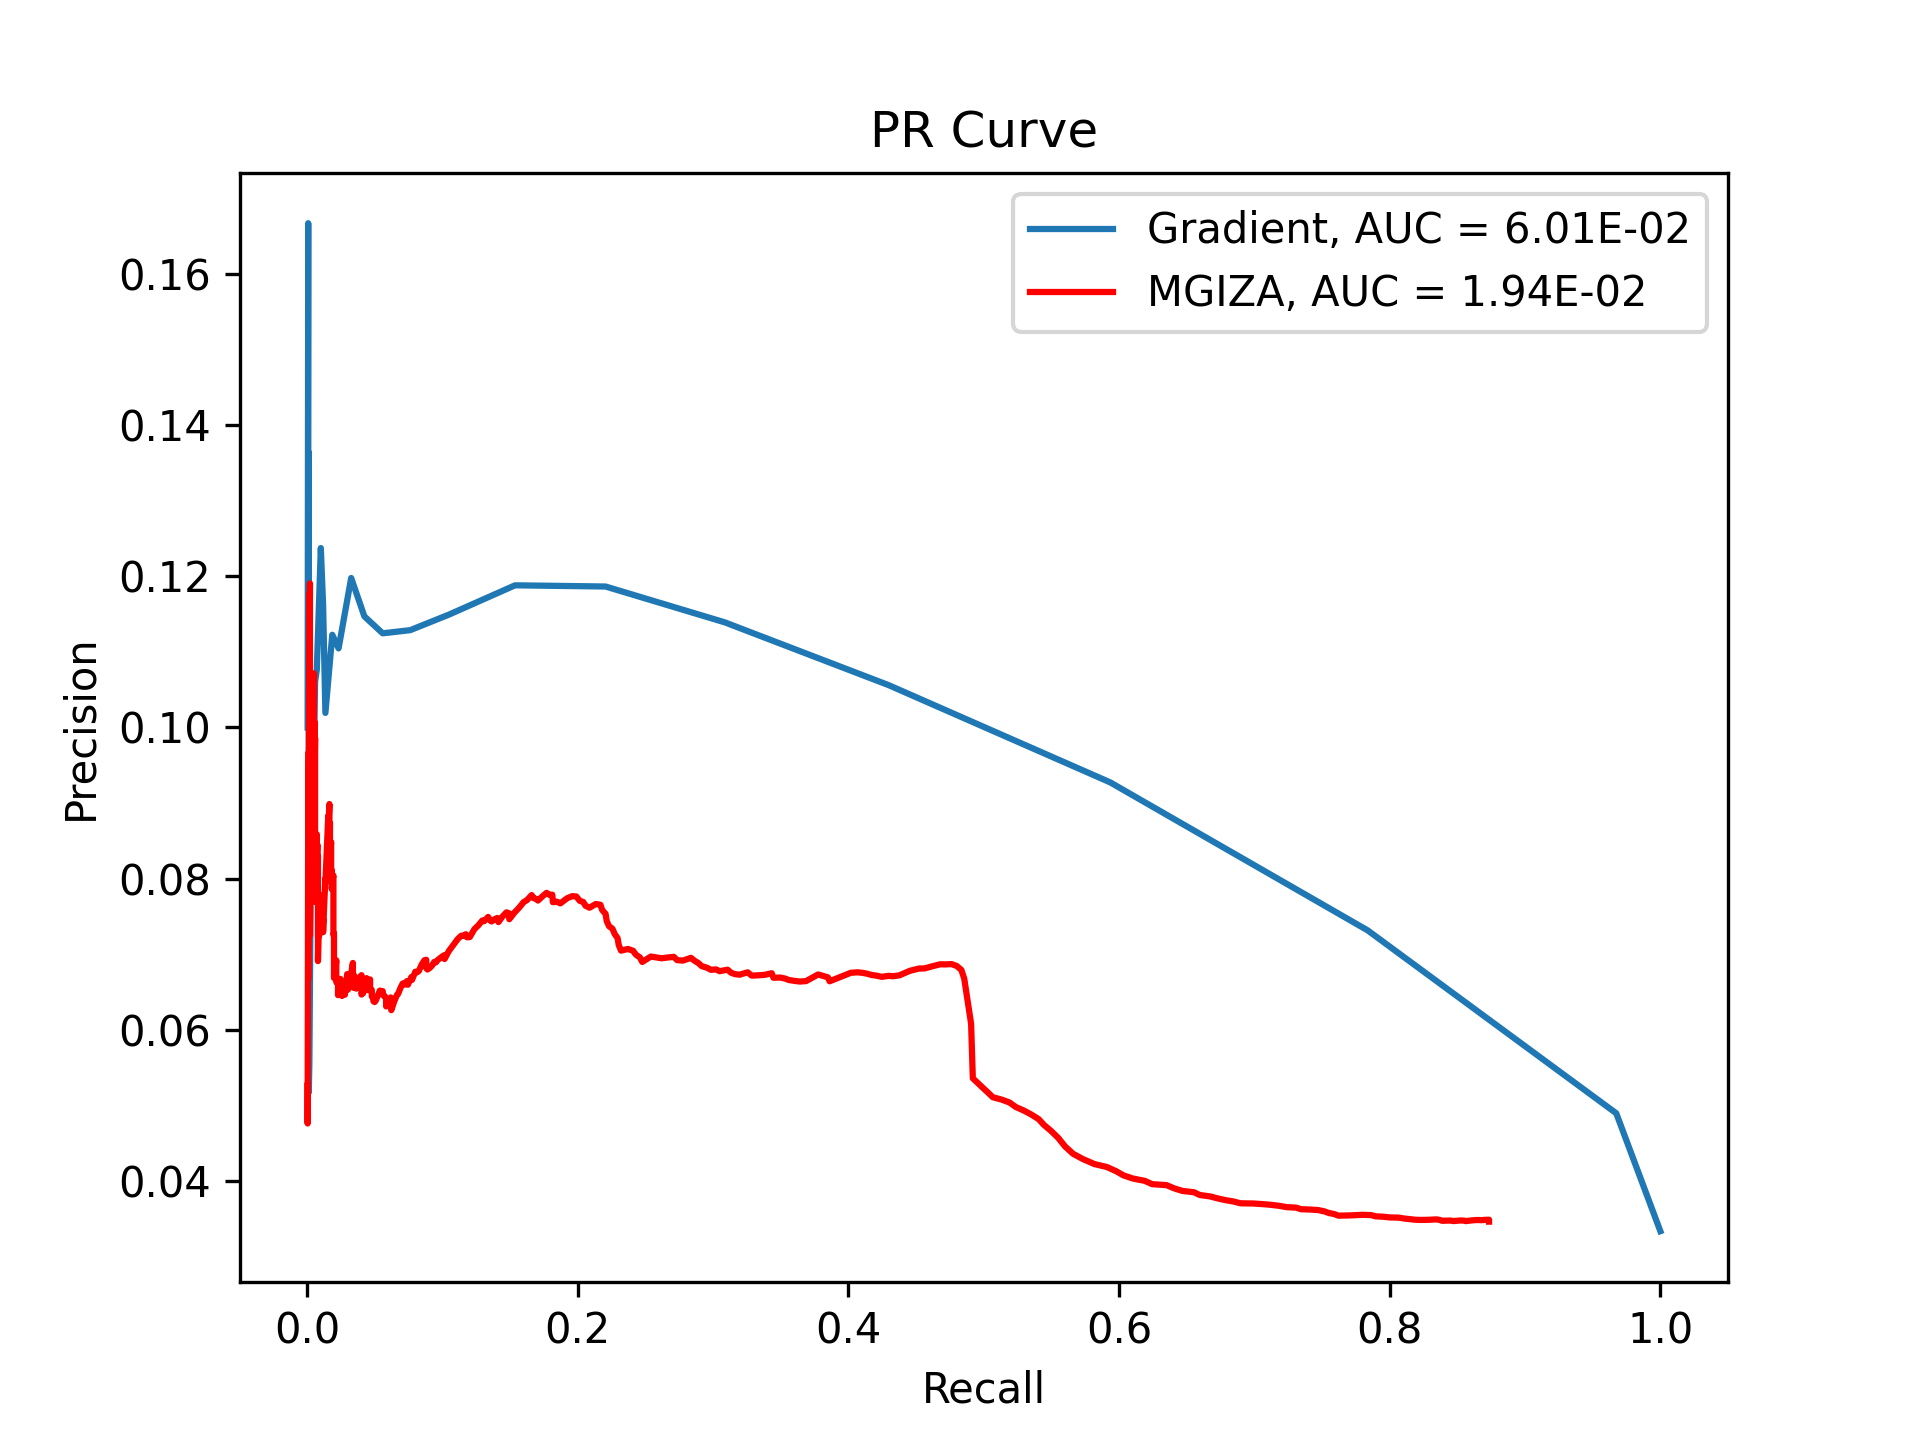 PR Curve
Gradient, AUC = 6.01E-02
MGIZA, AUC = 1.94E-02
Precision
0.16
0.14
0.12
0.10
0.08
0.06
0.04
0.0 0.2 0.4 0.6 0.8 1.0
Recall